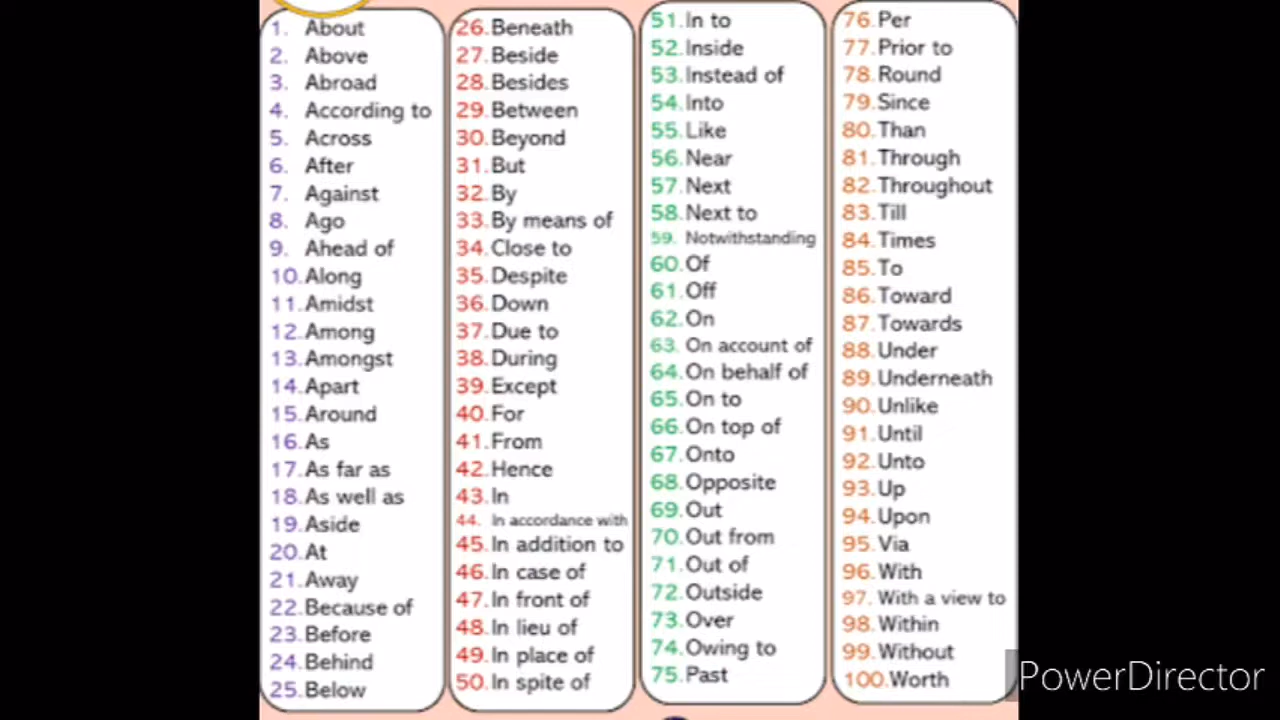 1. About
2. Above
3. Abroad
4. According to
5. Across
6. After
7. Against
8. Ago
9. Ahead of
10. Along
11. Amidst
12. Among
13. Amongst
14. Apart
15. Around
16. As
17. As far as
18. As well as
19. Aside
20. At
21. Away
22. Because of
23. Before
24. Behind
25. Below
26. Beneath
27. Beside
28. Besides
29. Between
30. Beyond
31. But
32. By
33. By means of
34. Close to
35. Despite
36. Down
37. Due to
38. During
39. Except
40. For
41. From
42. Hence
43. In
44. In accordance with
45. In addition to
46. In case of
47. In front of
48. In lieu of
49. In place of
50. In spite of
51. In to
52. Inside
53. Instead of
54. Into
55. Like
56. Near
57. Next
58. Next to
59. Notwithstanding
60. Of
61. Off
62. On
63. On account of
64. On behalf of
65. On to
66. On top of
67. Onto
68. Opposite
69. Out
70. Out from
71. Out of
72. Outside
73. Over
74. Owing to
75. Past
76. Per
77. Prior to
78. Round
79. Since
80. Than
81. Through
82. Throughout
83. Till
84. Times
85. To
86. Toward
87. Towards
88. Under
89. Underneath
90. Unlike
91. Until
92. Unto
93. Up
94. Upon
95. Via
96. With
97. With a view to
98. Within
99. Without
100. Worth
PowerDirector